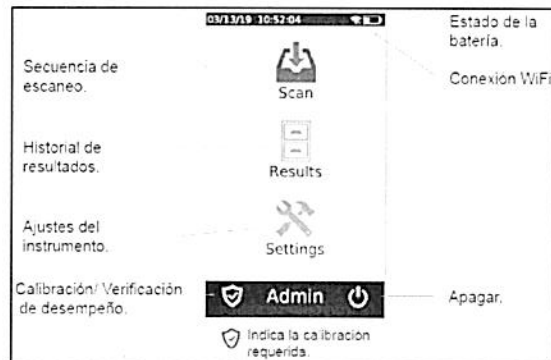 03/13/19 10:52:04
Estado de la
batería.
Conexión WiFi
Secuencia de
escaneo.
Scan
Historial de
resultados.
Results
Ajustes del
instrumento.
Settings
Calibración/ Verificación
de desempeño.
Admin
Apagar.
Indica la calibración
requerida.